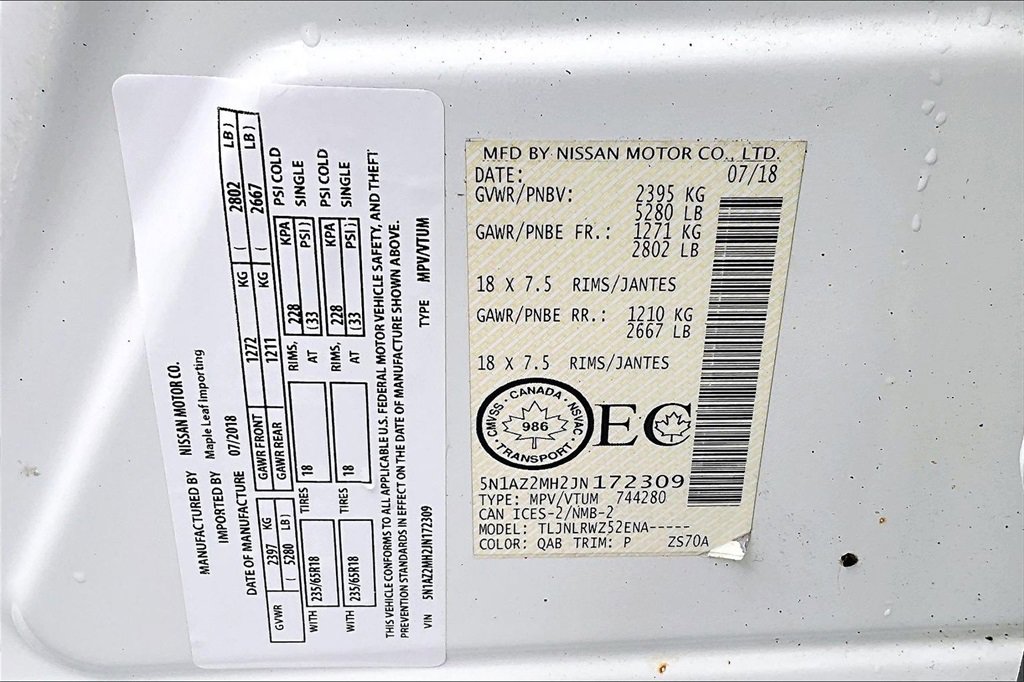 MANUFACTURED BY NISSAN MOTOR CO.
IMPORTED BY Maple Leaf Importing
DATE OF MANUFACTURE 07/2018
GVWR 2397 KG GAWR FRONT 1272 KG ( 2802 LB )
( 5280 LB ) GAWR REAR 1211 KG ( 2667 LB )
WITH 235/65R18 TIRES 18 RIMS, 228 KPA PSI COLD
AT (33 PSI ) SINGLE
WITH 235/65R18 TIRES 18 RIMS, 228 KPA PSI COLD
AT (33 PSI ) SINGLE
THIS VEHICLE CONFORMS TO ALL APPLICABLE U.S. FEDERAL MOTOR VEHICLE SAFETY, AND THEFT
PREVENTION STANDARDS IN EFFECT ON THE DATE OF MANUFACTURE SHOWN ABOVE.
VIN 5N1AZ2MH2JN172309 TYPE MPV/VTUM
MFD BY NISSAN MOTOR CO., LTD.
DATE: 07/18
GVWR/PNBV: 2395 KG
5280 LB
GAWR/PNBE FR.: 1271 KG
2802 LB
18 X 7.5 RIMS/JANTES
GAWR/PNBE RR.: 1210 KG
2667 LB
18 X 7.5 RIMS/JANTES
CMVSS · CANADA · NSVAC · TRANSPORT ·
986
EC
5N1AZ2MH2JN172309
TYPE: MPV/VTUM 744280
CAN ICES-2/NMB-2
MODEL: TLJNLRWZ52ENA-----
COLOR: QAB TRIM: P ZS70A